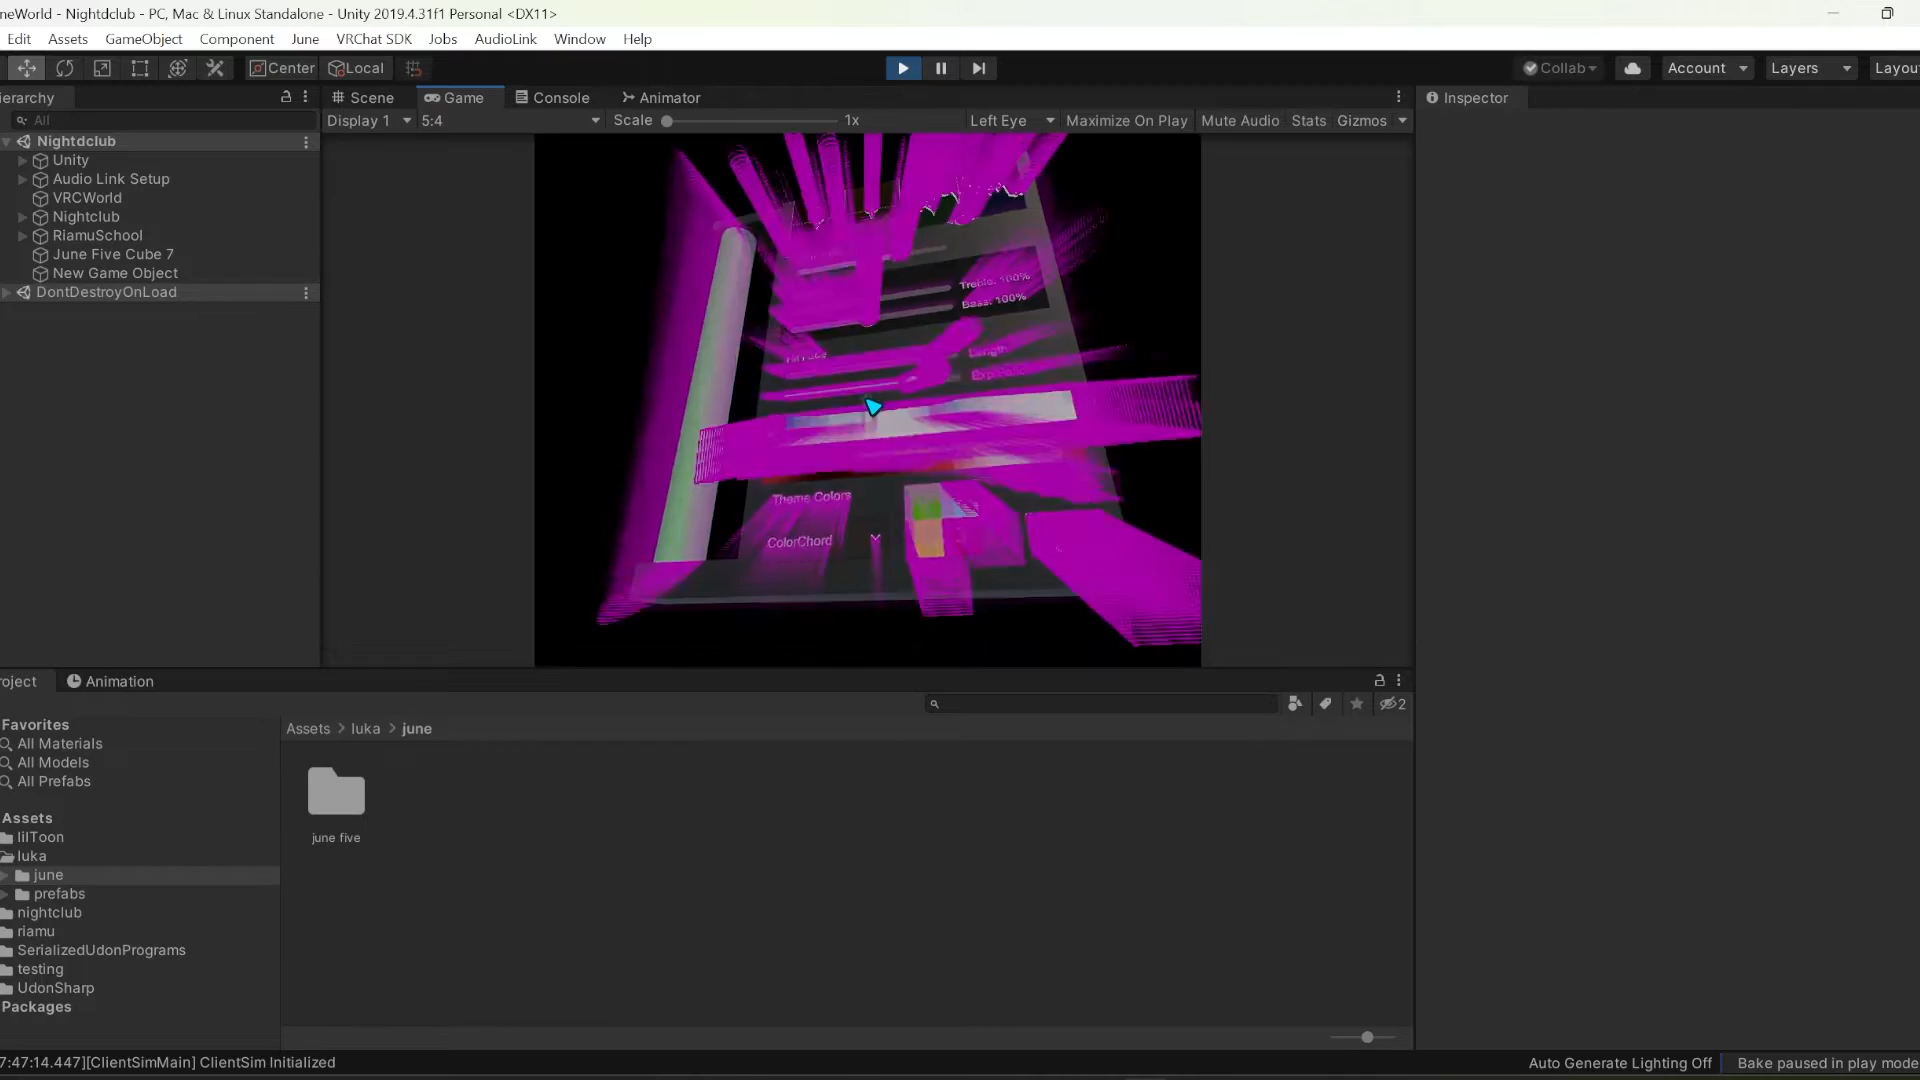 neWorld - Nightdclub - PC, Mac & Linux Standalone - Unity 2019.4.31f1 Personal <DX11>
Edit Assets GameObject Component June VRChat SDK Jobs AudioLink Window Help
Center Local Collab Account Layers Layou
ierarchy
All
Nightdclub
Unity
Audio Link Setup
VRCWorld
Nightclub
RiamuSchool
June Five Cube 7
New Game Object
DontDestroyOnLoad
Scene Game Console Animator
Display 1 5:4 Scale 1x Left Eye Maximize On Play Mute Audio Stats Gizmos
Treble: 100%
Bass: 100%
Length
Theme Colors
ColorChord
Inspector
roject Animation
2
Favorites
All Materials
All Models
All Prefabs
Assets
lilToon
luka
june
prefabs
nightclub
riamu
SerializedUdonPrograms
testing
UdonSharp
Packages
Assets > luka > june
june five
7:47:14.447][ClientSimMain] ClientSim Initialized
Auto Generate Lighting Off Bake paused in play mode